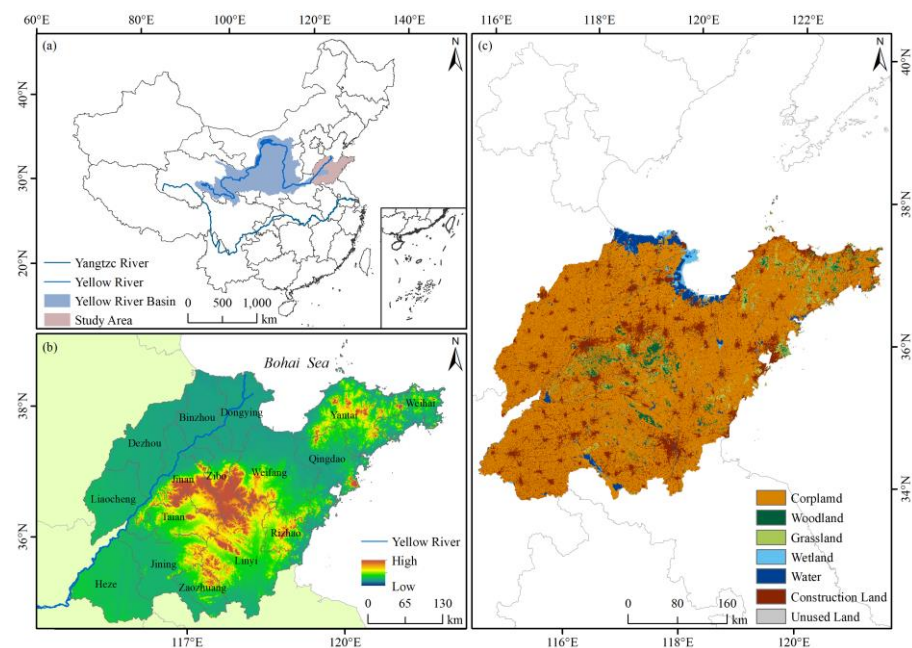 60°E 80°E 100°E 120°E 140°E
(a)
N
40°N
30°N
20°N
Yangtzc River
Yellow River
Yellow River Basin
Study Area
0 500 1,000
km
(b)
N
Bohai Sea
38°N
36°N
Weihai
Yantai
Dongying
Binzhou
Dezhou
Qingdao
Weifang
Zibo
Jinan
Liaocheng
Taian
Rizhao
Linyi
Jining
Heze
Zaozhuang
Yellow River
High
Low
0 65 130
km
117°E 120°E
116°E 118°E 120°E 122°E
(c)
N
40°N
38°N
36°N
34°N
Corpland
Woodland
Grassland
Wetland
Water
Construction Land
Unused Land
0 80 160
km
116°E 118°E 120°E